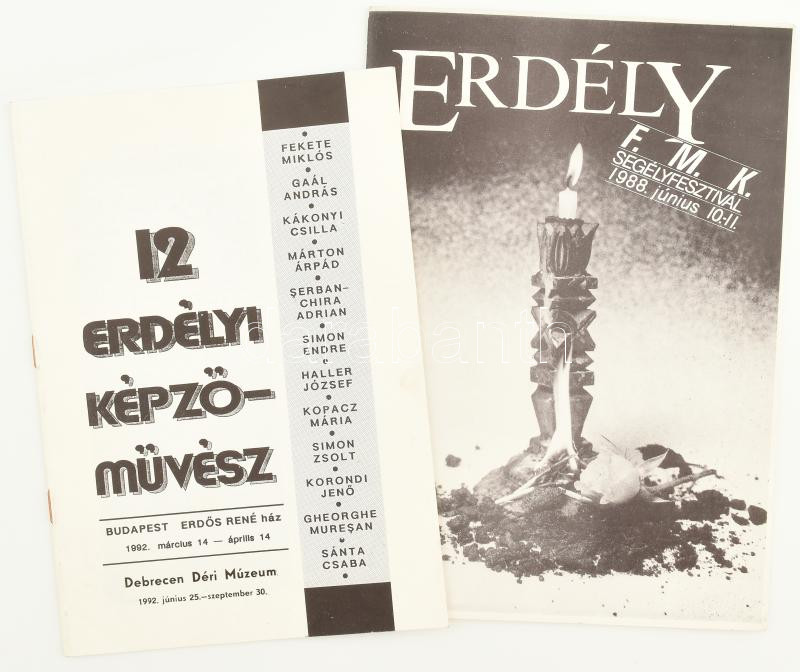 12
ERDÉLYI
KÉPZŐ-
MŰVÉSZ
BUDAPEST ERDŐS RENÉ ház
1992. március 14 — április 14
Debrecen Déri Múzeum
1992. június 25.—szeptember 30.
FEKETE
MIKLÓS
GAÁL
ANDRÁS
KÁKONYI
CSILLA
MÁRTON
ÁRPÁD
ŞERBAN-
CHIRA
ADRIAN
SIMON
ENDRE
HALLER
JÓZSEF
KOPACZ
MÁRIA
SIMON
ZSOLT
KORONDI
JENŐ
GHEORGHE
MUREŞAN
SÁNTA
CSABA
ERDÉLY
F. M. K.
SEGÉLYFESZTIVÁL
1988. június 10.-11.